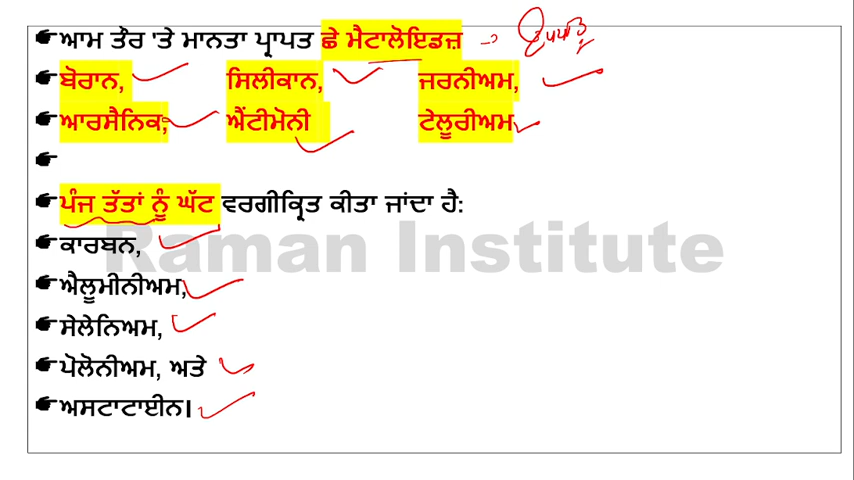 ☛ਆਮ ਤੌਰ 'ਤੇ ਮਾਨਤਾ ਪ੍ਰਾਪਤ ਛੇ ਮੈਟਾਲੋਇਡਜ਼
☛ਬੋਰਾਨ, ਸਿਲੀਕਾਨ, ਜਰਨੀਅਮ,
☛ਆਰਸੈਨਿਕ, ਐਂਟੀਮੋਨੀ ਟੇਲੂਰੀਅਮ
☛
☛ਪੰਜ ਤੱਤਾਂ ਨੂੰ ਘੱਟ ਵਰਗੀਕ੍ਰਿਤ ਕੀਤਾ ਜਾਂਦਾ ਹੈ:
☛ਕਾਰਬਨ,
Raman Institute
☛ਐਲੂਮੀਨੀਅਮ,
☛ਸੇਲੇਨਿਅਮ,
☛ਪੋਲੋਨੀਅਮ, ਅਤੇ
☛ਅਸਟਾਟਾਈਨ।